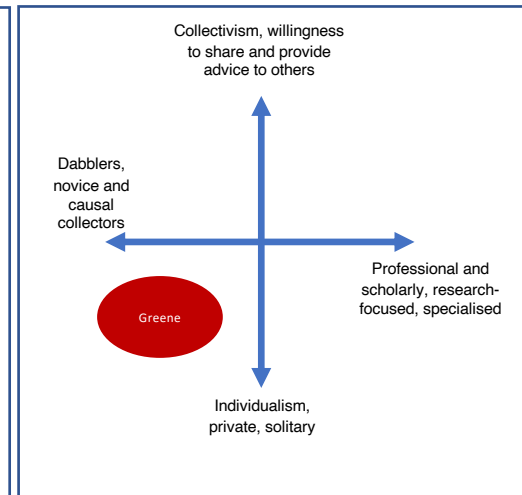 Collectivism, willingness
to share and provide
advice to others
Dabblers,
novice and
causal
collectors
Professional and
scholarly, research-
focused, specialised
Greene
Individualism,
private, solitary